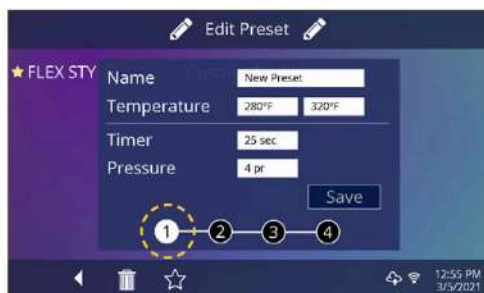 Edit Preset
★ FLEX STY
Name New Preset
Temperature 280°F 320°F
Timer 25 sec
Pressure 4 pr
Save
1 2 3 4
12:55 PM
3/5/2021